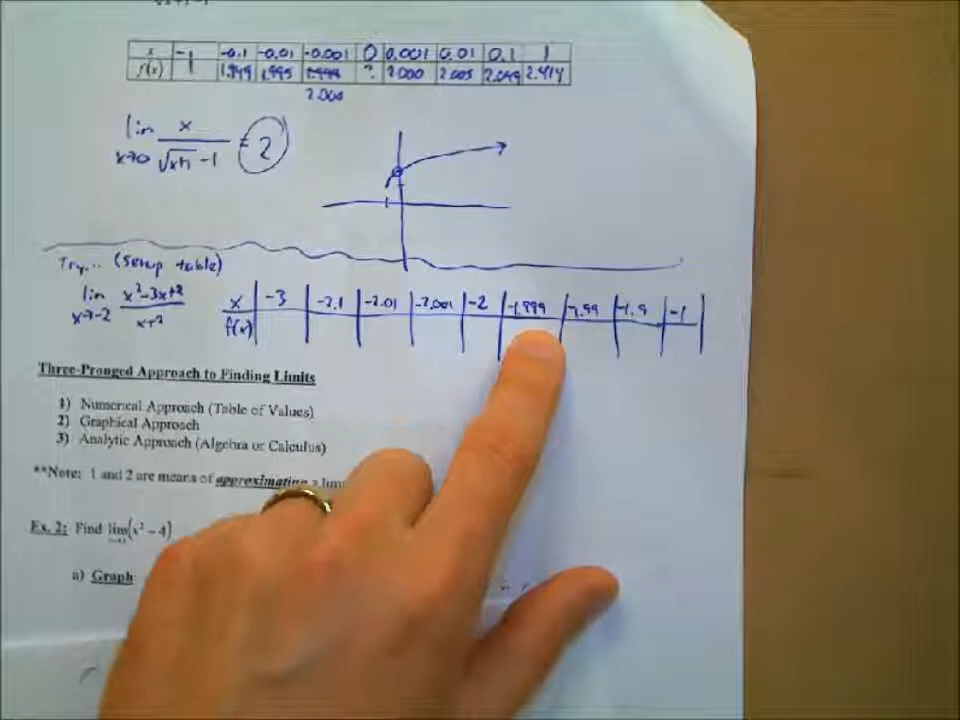 x -1 -0.1 -0.01 -0.001 0 0.001 0.01 0.1 1
f(x) 1 1.949 1.995 1.999 ? 2.000 2.005 2.049 2.414
2.000
lim x→0 x/(√(x+1) -1) = 2
Try... (setup table)
lim x→-2 (x²-3x+2)/(x+2)
x -3 -2.1 -2.01 -2.001 -2 -1.999 -1.99 -1.9 -1
f(x)
Three-Pronged Approach to Finding Limits
1) Numerical Approach (Table of Values)
2) Graphical Approach
3) Analytic Approach (Algebra or Calculus)
**Note: 1 and 2 are means of approximating a
Ex. 2: Find lim (x² - 4)
a) Graph: